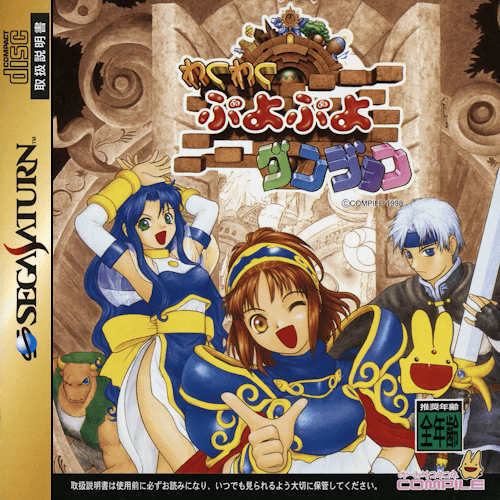 COMPACT
disc
取扱説明書
SEGA SATURN™
わくわく
ぷよぷよ
ダンジョン
©COMPILE 1998
推奨年齢
全年齢
COMPILE
取扱説明書は使用前に必ずお読みになり、いつでも見られるよう大切に保管してください。